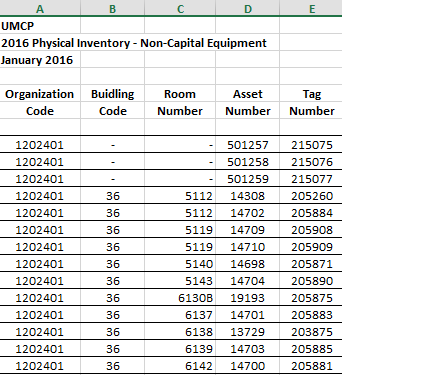 A B C D E
UMCP
2016 Physical Inventory - Non-Capital Equipment
January 2016
Organization Buidling Room Asset Tag
Code Code Number Number Number
1202401 - - 501257 215075
1202401 - - 501258 215076
1202401 - - 501259 215077
1202401 36 5112 14308 205260
1202401 36 5112 14702 205884
1202401 36 5119 14709 205908
1202401 36 5119 14710 205909
1202401 36 5140 14698 205871
1202401 36 5143 14704 205890
1202401 36 6130B 19193 205875
1202401 36 6137 14701 205883
1202401 36 6138 13729 203875
1202401 36 6139 14703 205885
1202401 36 6142 14700 205881